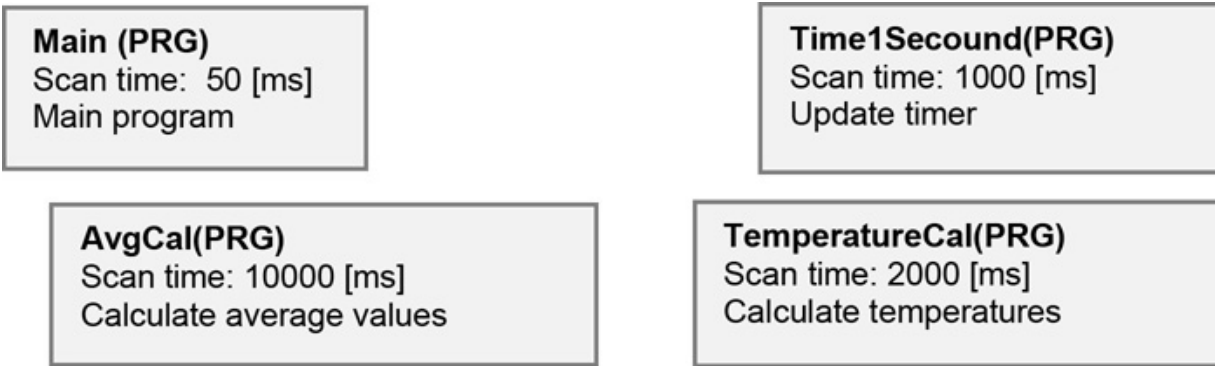 Main (PRG)
Scan time:  50 [ms]
Main program
Time1Secound(PRG)
Scan time: 1000 [ms]
Update timer
AvgCal(PRG)
Scan time: 10000 [ms]
Calculate average values
TemperatureCal(PRG)
Scan time: 2000 [ms]
Calculate temperatures